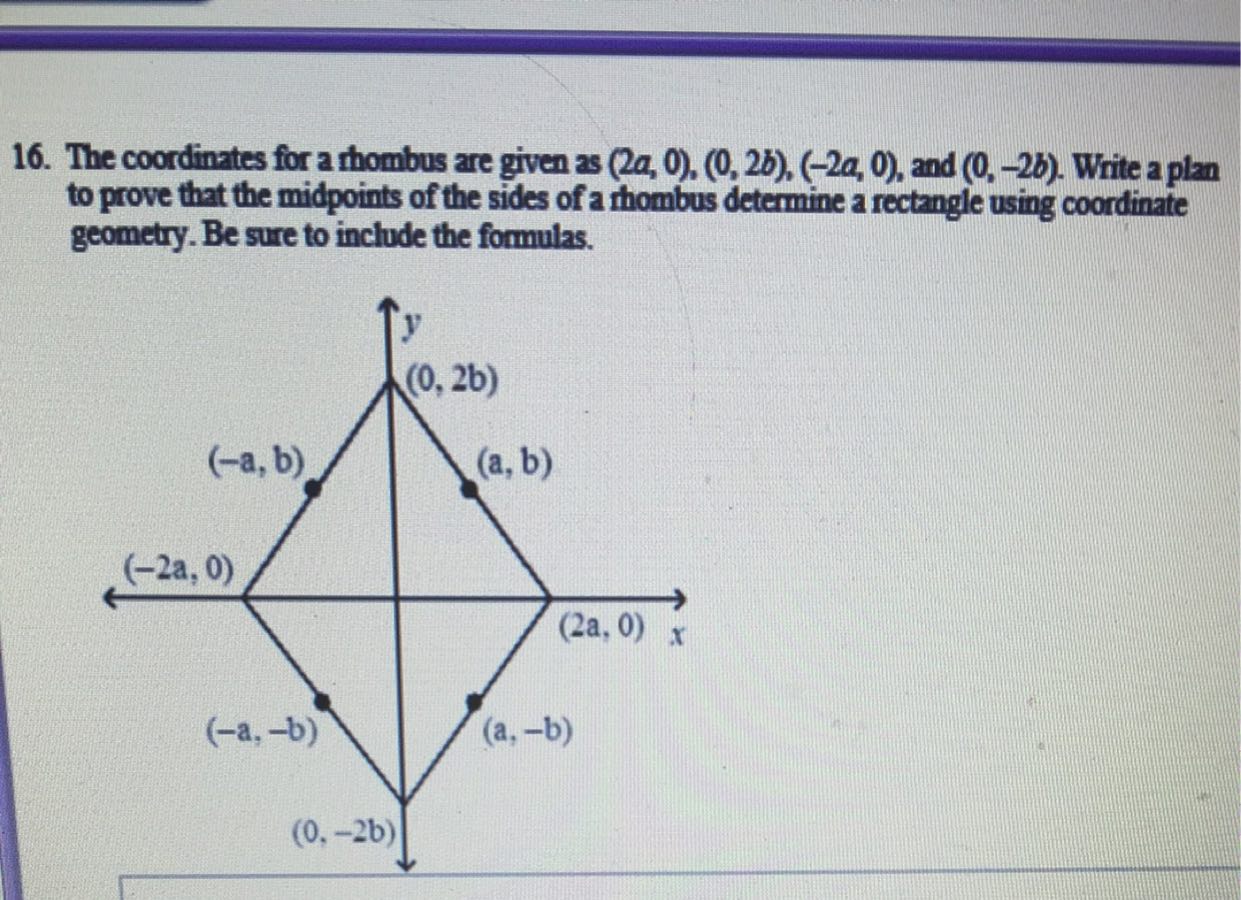 16. The coordinates for a rhombus are given as (2a, 0), (0, 2b), (–2a, 0), and (0, –2b). Write a plan
to prove that the midpoints of the sides of a rhombus determine a rectangle using coordinate
geometry. Be sure to include the formulas.
y
(0, 2b)
(–a, b)
(a, b)
(–2a, 0)
(2a, 0)
x
(–a, –b)
(a, –b)
(0, –2b)